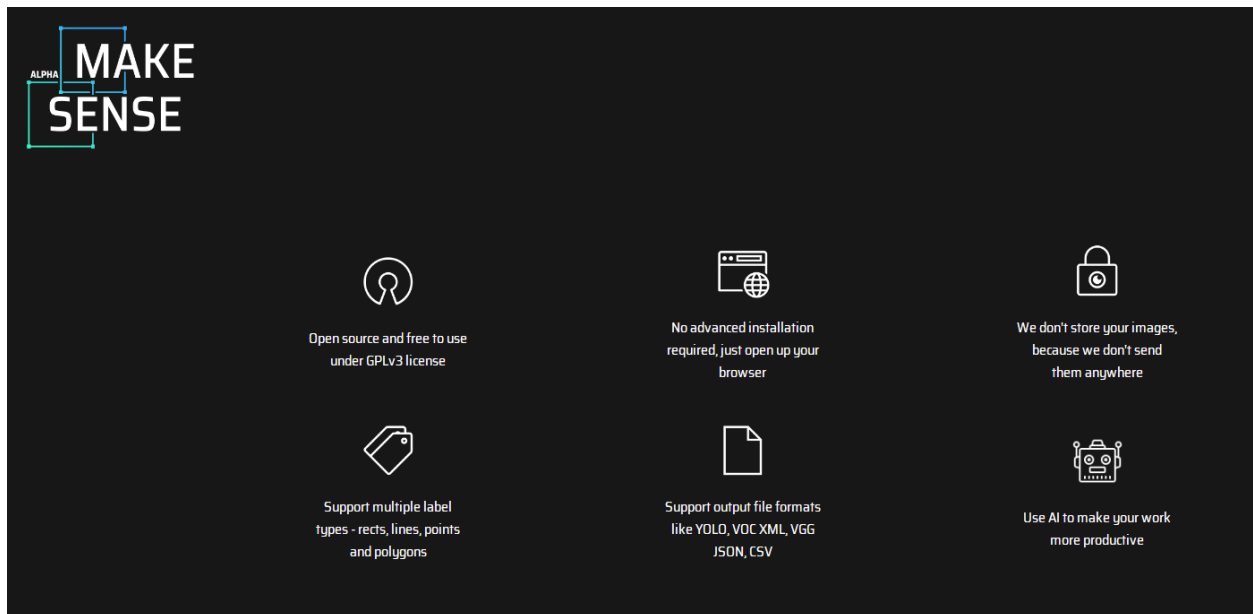 ALPHA
MAKE
SENSE
Open source and free to use
under GPLv3 license
No advanced installation
required, just open up your
browser
We don't store your images,
because we don't send
them anywhere
Support multiple label
types - rects, lines, points
and polygons
Support output file formats
like YOLO, VOC XML, VGG
JSON, CSV
Use AI to make your work
more productive